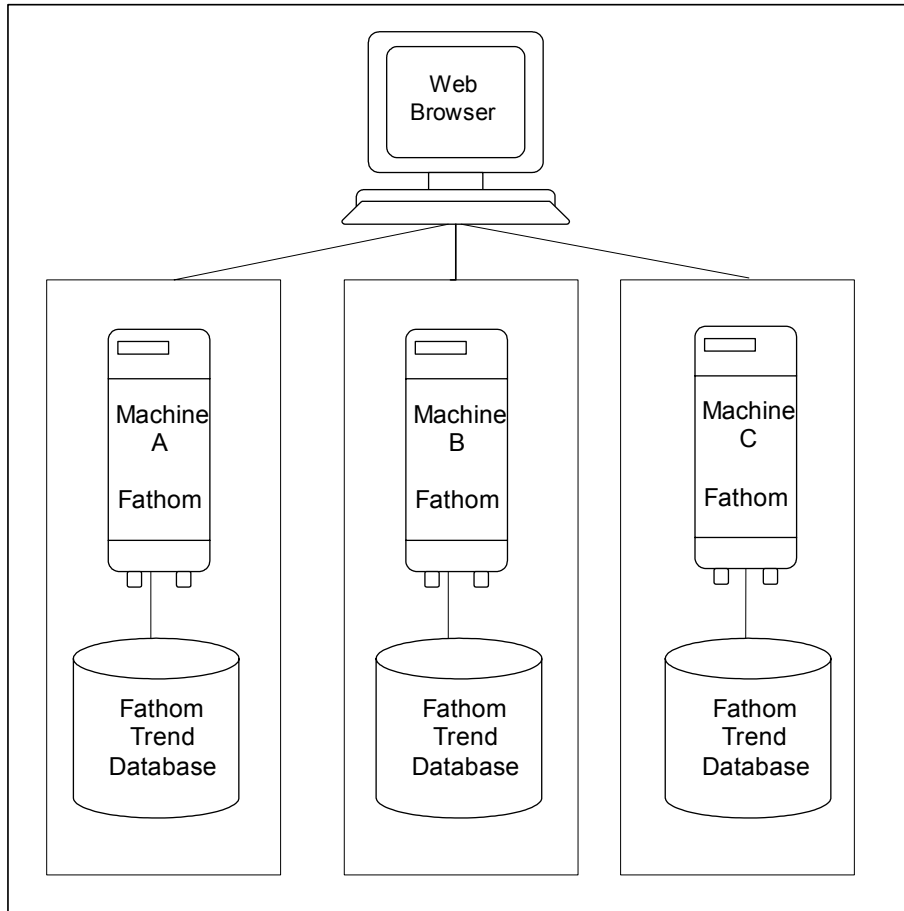 Web
Browser
Machine
A
Fathom
Machine
B
Fathom
Machine
C
Fathom
Fathom
Trend
Database
Fathom
Trend
Database
Fathom
Trend
Database